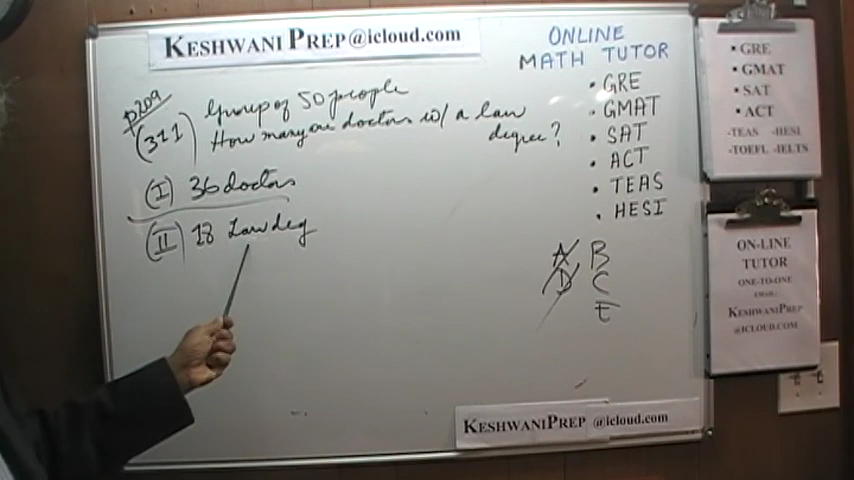 KESHWANI PREP@icloud.com
p209
(311) Group of 50 people
How many are doctors w/ a law
degree?
(I) 36 doctors
(II) 18 Law deg
ONLINE
MATH TUTOR
• GRE
• GMAT
• SAT
• ACT
• TEAS
• HESI
A B
D C
E
KESHWANIPREP @icloud.com
• GRE
• GMAT
• SAT
• ACT
-TEAS -HESI
-TOEFL -IELTS
ON-LINE
TUTOR
ONE-TO-ONE
EMAIL:
KESHWANIPREP
@ICLOUD.COM